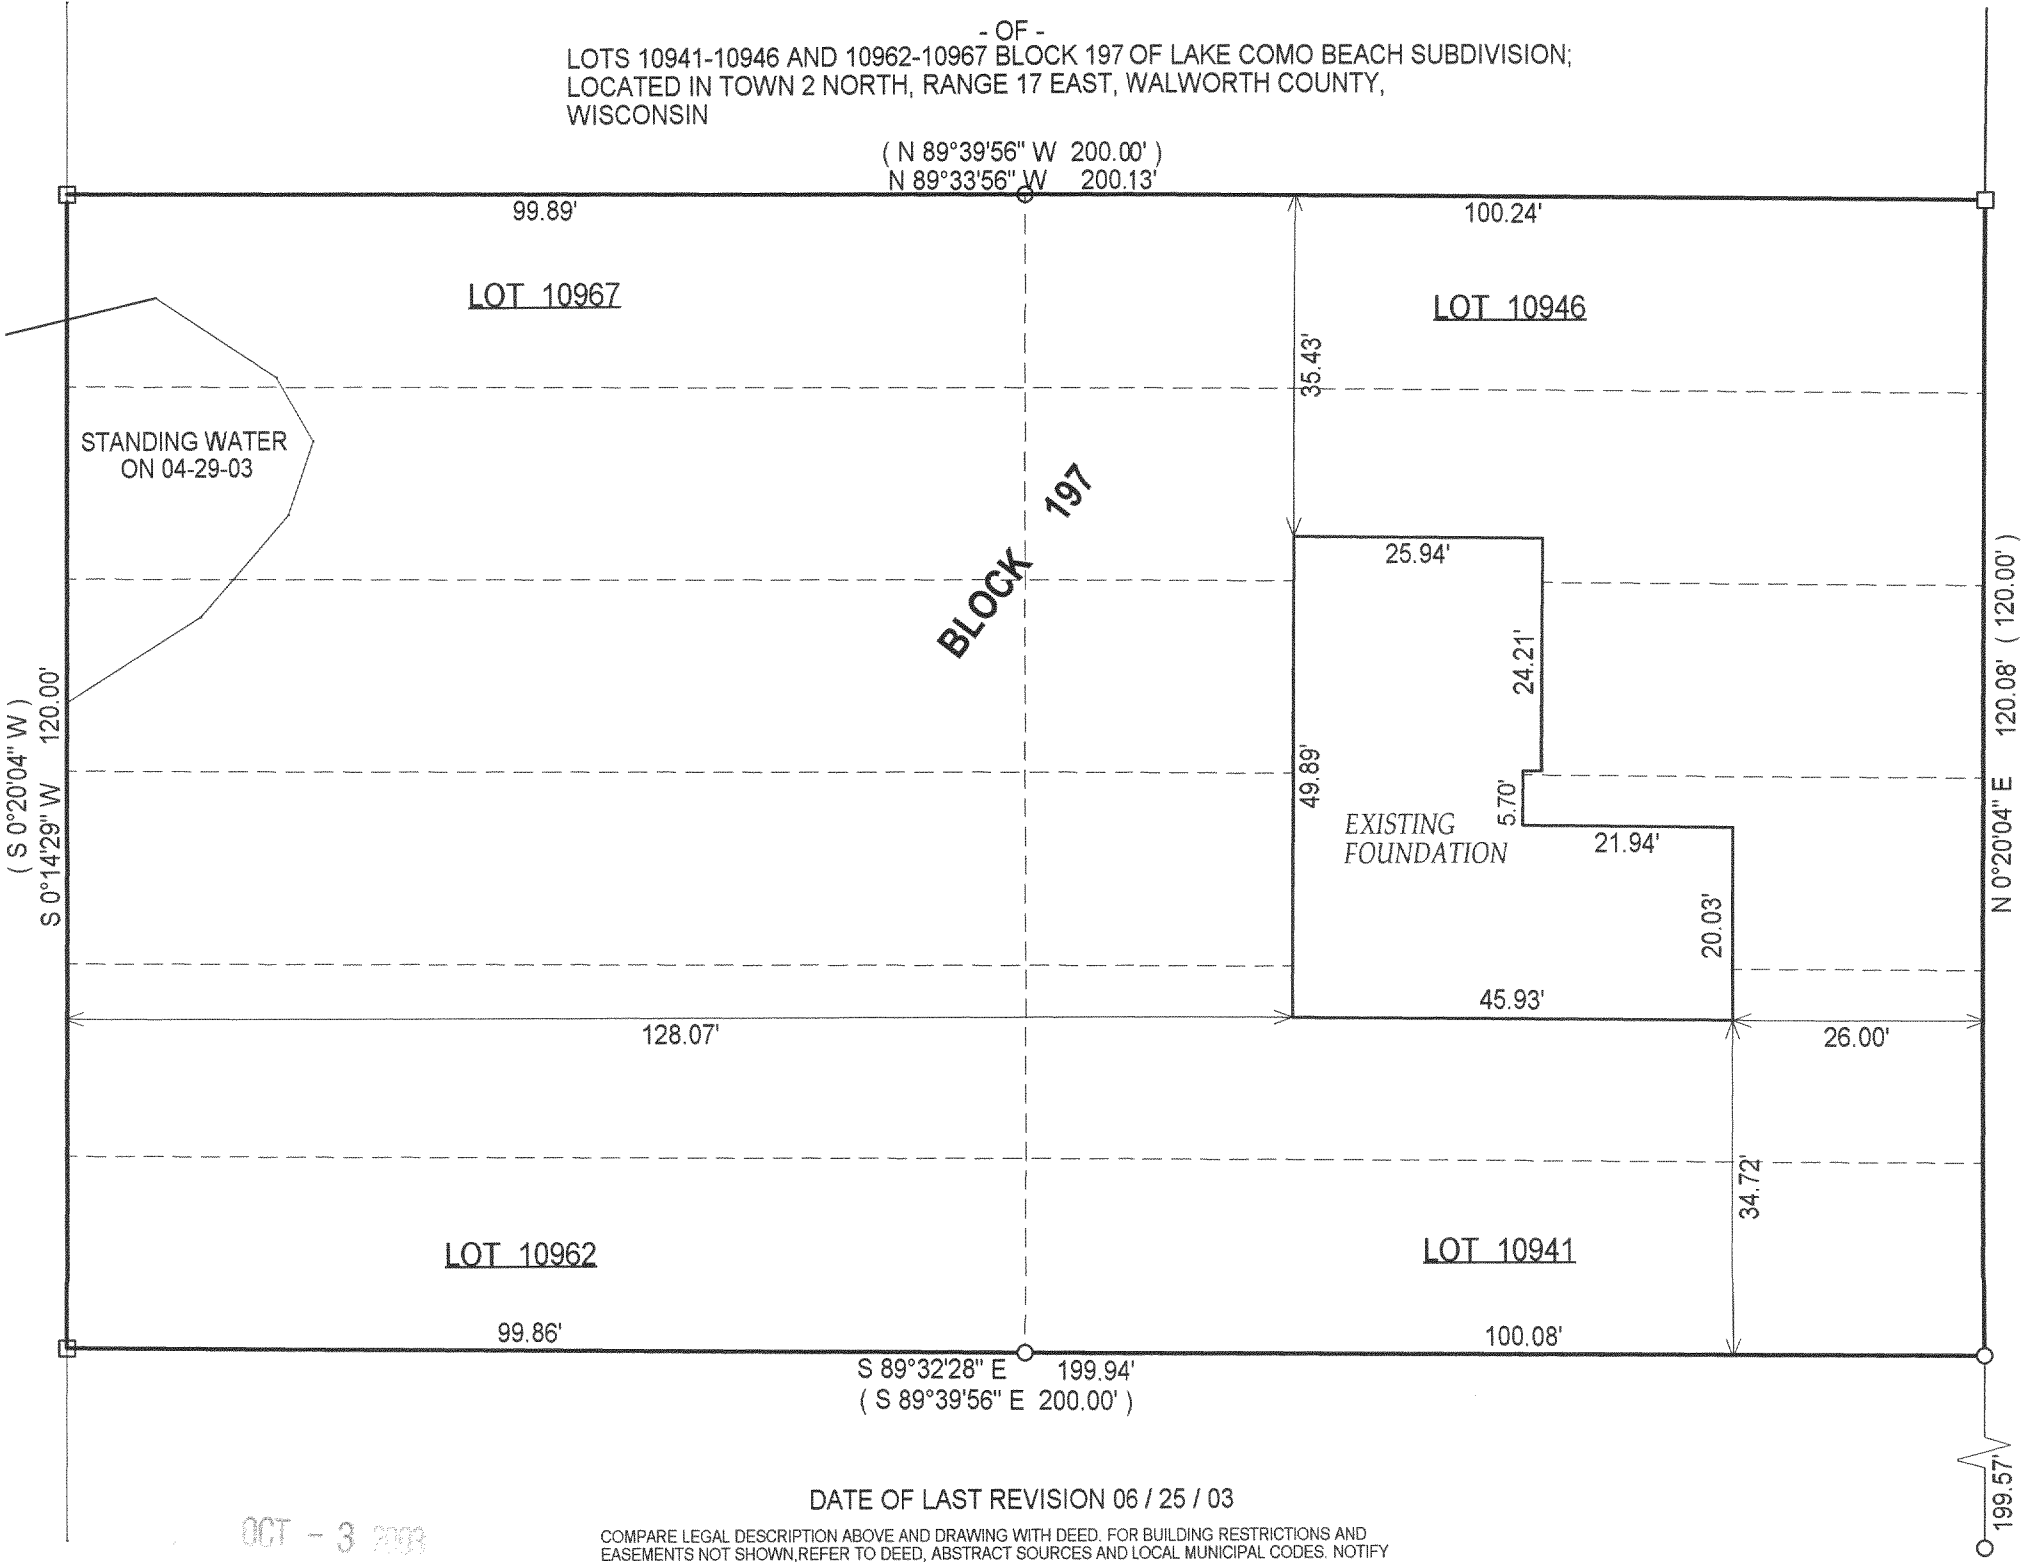 - OF -
LOTS 10941-10946 AND 10962-10967 BLOCK 197 OF LAKE COMO BEACH SUBDIVISION;
LOCATED IN TOWN 2 NORTH, RANGE 17 EAST, WALWORTH COUNTY,
WISCONSIN
( N 89°39'56" W 200.00' )
N 89°33'56" W 200.13'
99.89'
100.24'
LOT 10967
LOT 10946
35.43'
STANDING WATER
ON 04-29-03
BLOCK 197
25.94'
24.21'
5.70'
21.94'
49.89'
EXISTING
FOUNDATION
20.03'
45.93'
128.07'
26.00'
34.72'
( S 0°20'04" W )
S 0°14'29" W 120.00'
N 0°20'04" E 120.08' ( 120.00' )
LOT 10962
LOT 10941
99.86'
100.08'
S 89°32'28" E 199.94'
( S 89°39'56" E 200.00' )
199.57'
DATE OF LAST REVISION 06 / 25 / 03
OCT - 3 2003
COMPARE LEGAL DESCRIPTION ABOVE AND DRAWING WITH DEED. FOR BUILDING RESTRICTIONS AND
EASEMENTS NOT SHOWN,REFER TO DEED, ABSTRACT SOURCES AND LOCAL MUNICIPAL CODES. NOTIFY